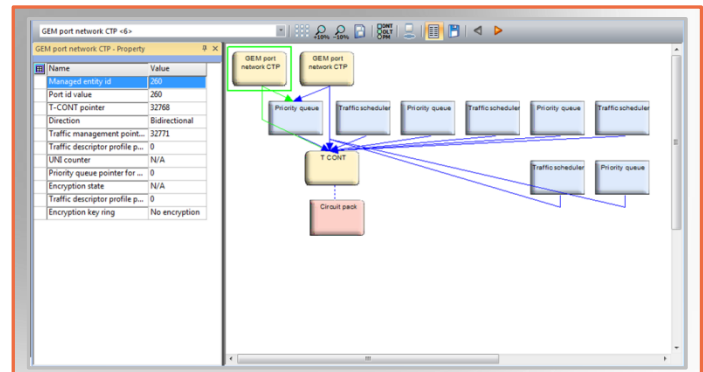 GEM port network CTP <6>
+10% -10% ONT OLT PM
GEM port network CTP - Property
Name Value
Managed entity id 260
Port id value 260
T-CONT pointer 32768
Direction Bidirectional
Traffic management point... 32771
Traffic descriptor profile p... 0
UNI counter N/A
Priority queue pointer for ... 0
Encryption state N/A
Traffic descriptor profile p... 0
Encryption key ring No encryption
GEM port
network CTP
GEM port
network CTP
Priority queue
Traffic scheduler
Priority queue
Traffic scheduler
Priority queue
Traffic scheduler
T CONT
Traffic scheduler
Priority queue
Circuit pack